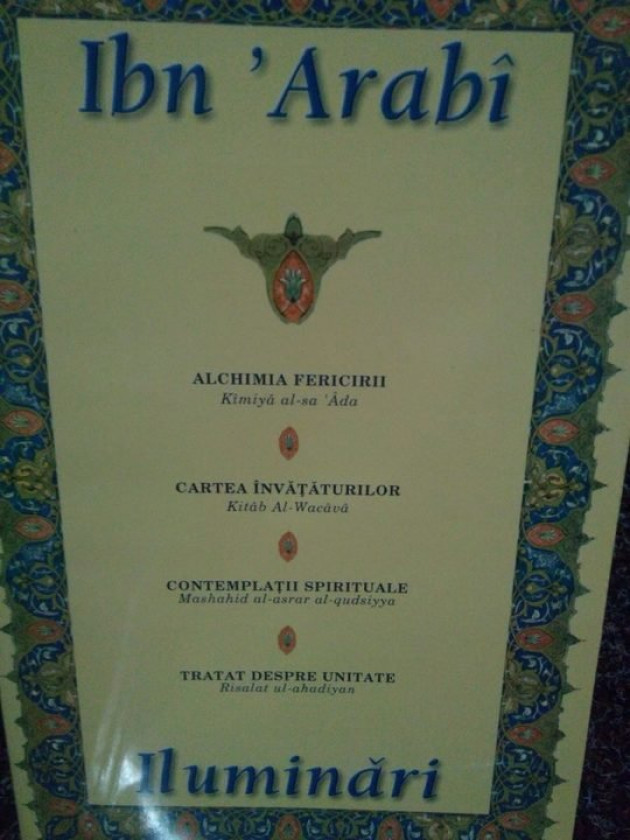 Ibn 'Arabî
ALCHIMIA FERICIRII
Kîmiyâ al-sa 'Âda
CARTEA ÎNVĂȚĂTURILOR
Kitâb Al-Wacâvâ
CONTEMPLAȚII SPIRITUALE
Mashahid al-asrar al-qudsiyya
TRATAT DESPRE UNITATE
Risalat ul-ahadiyan
Iluminări